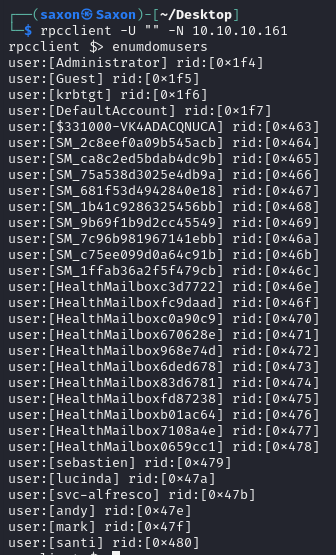 ┌──(saxon㉿Saxon)-[~/Desktop]
└─$ rpcclient -U "" -N 10.10.10.161
rpcclient $> enumdomusers
user:[Administrator] rid:[0×1f4]
user:[Guest] rid:[0×1f5]
user:[krbtgt] rid:[0×1f6]
user:[DefaultAccount] rid:[0×1f7]
user:[$331000-VK4ADACQNUCA] rid:[0×463]
user:[SM_2c8eef0a09b545acb] rid:[0×464]
user:[SM_ca8c2ed5bdab4dc9b] rid:[0×465]
user:[SM_75a538d3025e4db9a] rid:[0×466]
user:[SM_681f53d4942840e18] rid:[0×467]
user:[SM_1b41c9286325456bb] rid:[0×468]
user:[SM_9b69f1b9d2cc45549] rid:[0×469]
user:[SM_7c96b981967141ebb] rid:[0×46a]
user:[SM_c75ee099d0a64c91b] rid:[0×46b]
user:[SM_1ffab36a2f5f479cb] rid:[0×46c]
user:[HealthMailboxc3d7722] rid:[0×46e]
user:[HealthMailboxfc9daad] rid:[0×46f]
user:[HealthMailboxc0a90c9] rid:[0×470]
user:[HealthMailbox670628e] rid:[0×471]
user:[HealthMailbox968e74d] rid:[0×472]
user:[HealthMailbox6ded678] rid:[0×473]
user:[HealthMailbox83d6781] rid:[0×474]
user:[HealthMailboxfd87238] rid:[0×475]
user:[HealthMailboxb01ac64] rid:[0×476]
user:[HealthMailbox7108a4e] rid:[0×477]
user:[HealthMailbox0659cc1] rid:[0×478]
user:[sebastien] rid:[0×479]
user:[lucinda] rid:[0×47a]
user:[svc-alfresco] rid:[0×47b]
user:[andy] rid:[0×47e]
user:[mark] rid:[0×47f]
user:[santi] rid:[0×480]